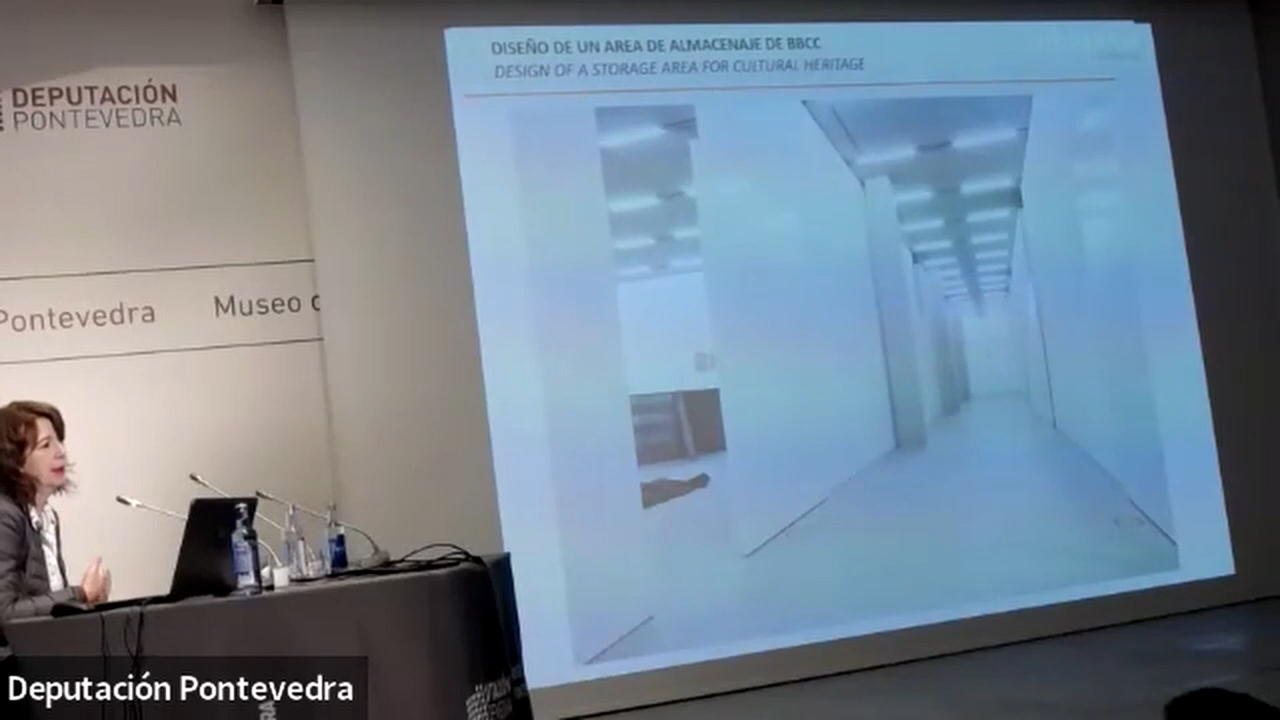 DISEÑO DE UN AREA DE ALMACENAJE DE BBCC
DESIGN OF A STORAGE AREA FOR CULTURAL HERITAGE
DEPUTACIÓN
PONTEVEDRA
Pontevedra Museo
Deputación Pontevedra